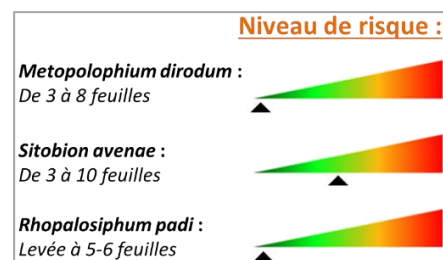 Niveau de risque :
Metopolophium dirodum :
De 3 à 8 feuilles
Sitobion avenae :
De 3 à 10 feuilles
Rhopalosiphum padi :
Levée à 5-6 feuilles